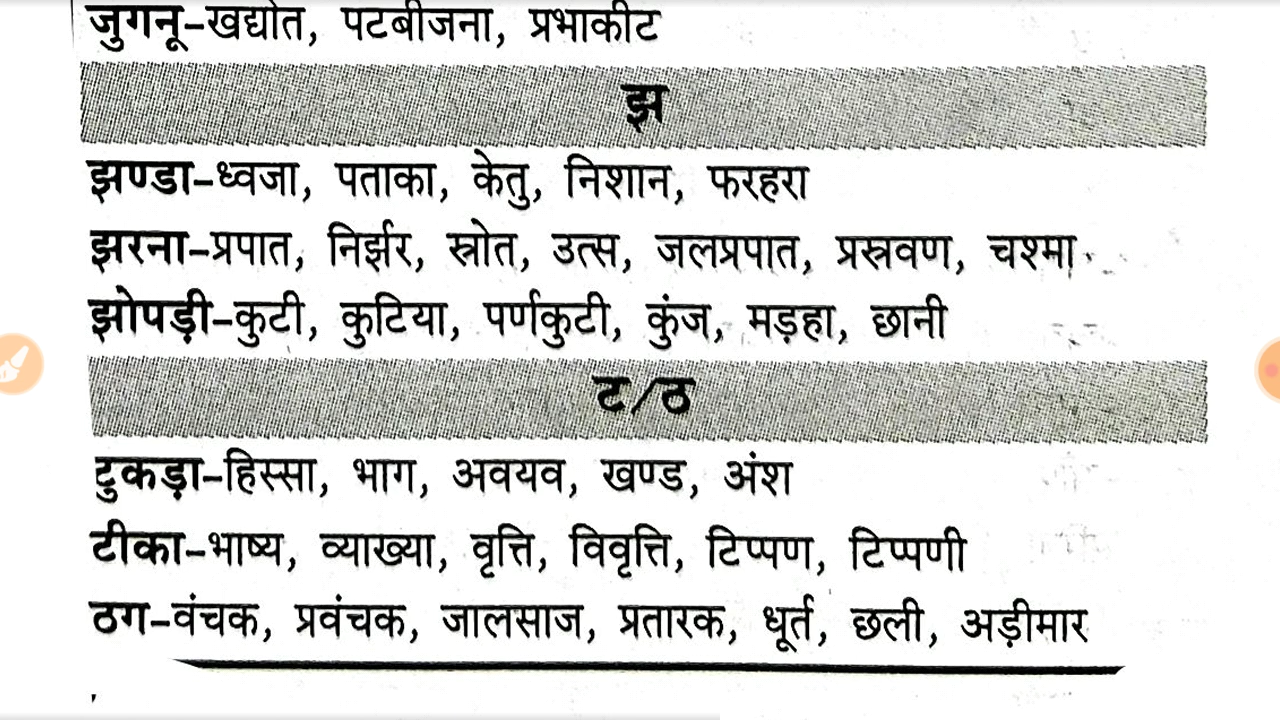 जुगनू–खद्योत, पटबीजना, प्रभाकीट
झ
झण्डा–ध्वजा, पताका, केतु, निशान, फरहरा
झरना–प्रपात, निर्झर, स्रोत, उत्स, जलप्रपात, प्रस्रवण, चश्मा
झोपड़ी–कुटी, कुटिया, पर्णकुटी, कुंज, मड़हा, छानी
ट/ठ
टुकड़ा–हिस्सा, भाग, अवयव, खण्ड, अंश
टीका–भाष्य, व्याख्या, वृत्ति, विवृत्ति, टिप्पण, टिप्पणी
ठग–वंचक, प्रवंचक, जालसाज, प्रतारक, धूर्त, छली, अड़ीमार